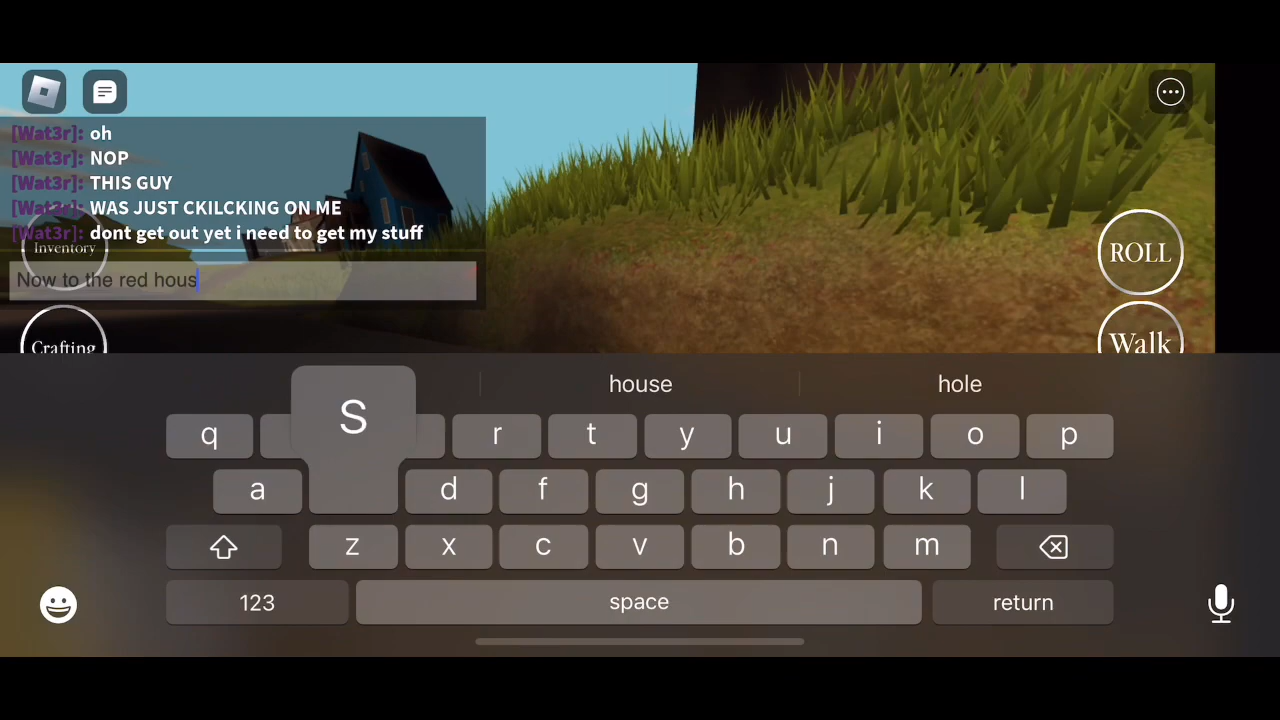 [Wat3r]: oh
[Wat3r]: NOP
[Wat3r]: THIS GUY
[Wat3r]: WAS JUST CKILCKING ON ME
[Wat3r]: dont get out yet i need to get my stuff
Inventory
Now to the red hous
Crafting
ROLL
Walk
house hole
S
q r t y u i o p
a d f g h j k l
z x c v b n m
123 space return